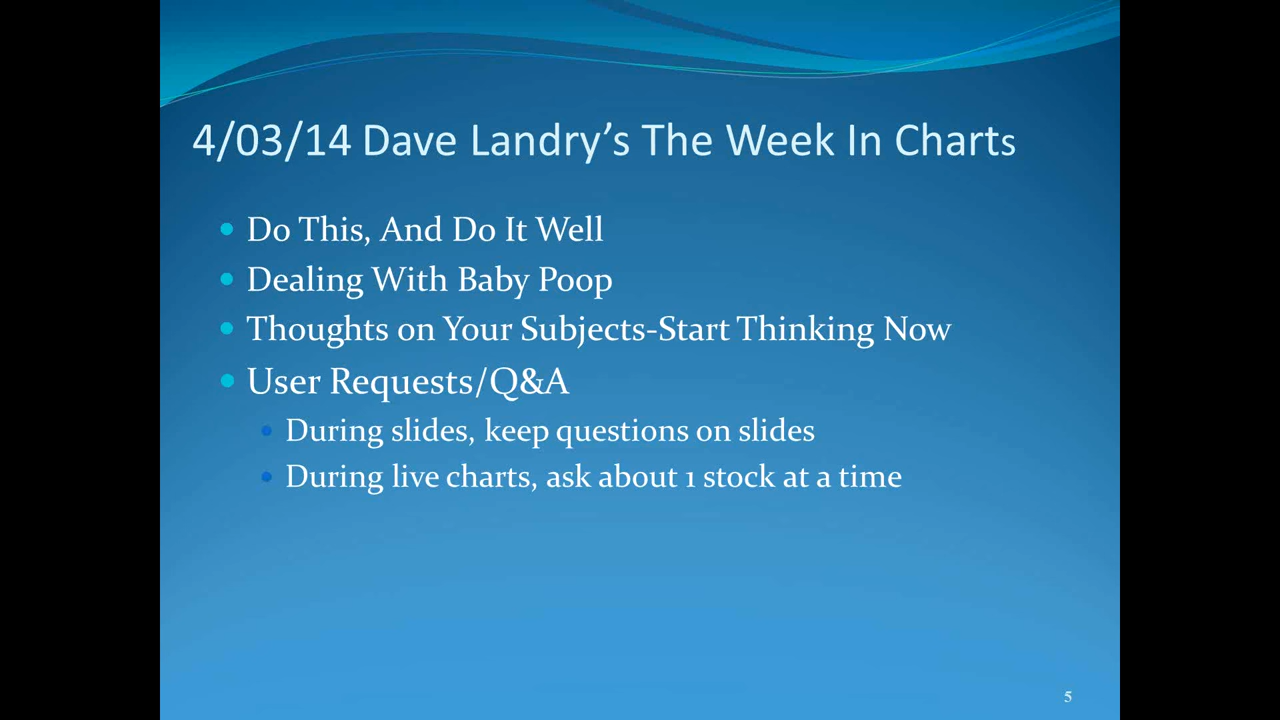 4/03/14 Dave Landry’s The Week In Charts
• Do This, And Do It Well
• Dealing With Baby Poop
• Thoughts on Your Subjects-Start Thinking Now
• User Requests/Q&A
• During slides, keep questions on slides
• During live charts, ask about 1 stock at a time
5